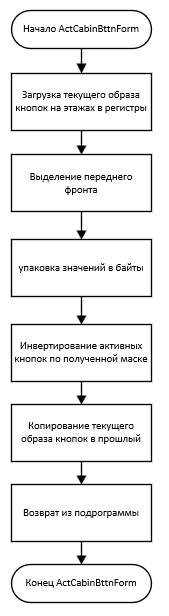 Начало ActCabinBttnForm
Загрузка текущего образа
кнопок на этажах в регистры
Выделение переднего
фронта
упаковка значений в байты
Инвертирование активных
кнопок по полученной маске
Копирование текущего
образа кнопок в прошлый
Возврат из подрограммы
Конец ActCabinBttnForm